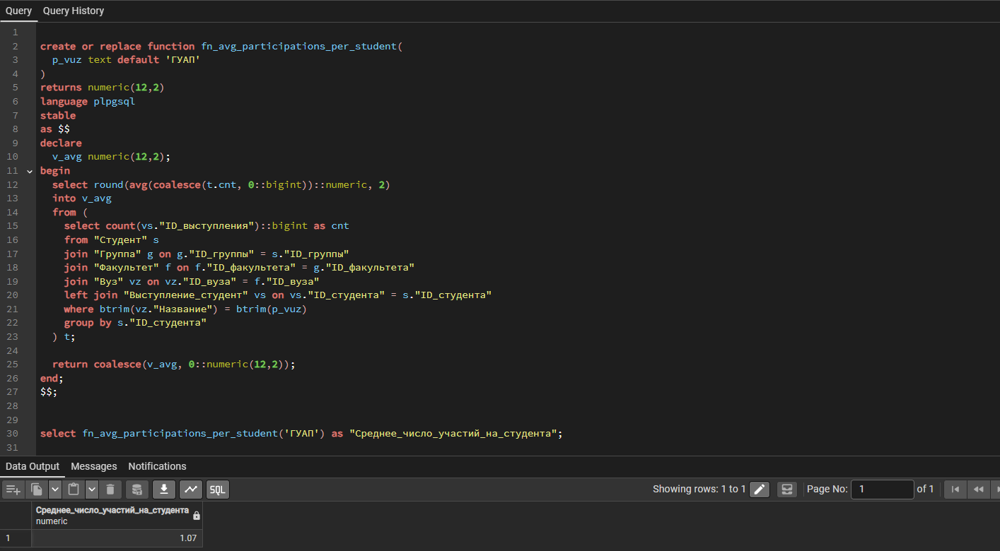 Query Query History
1
2 create or replace function fn_avg_participations_per_student(
3 p_vuz text default 'ГУАП'
4 )
5 returns numeric(12,2)
6 language plpgsql
7 stable
8 as $$
9 declare
10 v_avg numeric(12,2);
11 begin
12 select round(avg(coalesce(t.cnt, 0::bigint))::numeric, 2)
13 into v_avg
14 from (
15 select count(vs."ID_выступления")::bigint as cnt
16 from "Студент" s
17 join "Группа" g on g."ID_группы" = s."ID_группы"
18 join "Факультет" f on f."ID_факультета" = g."ID_факультета"
19 join "Вуз" vz on vz."ID_вуза" = f."ID_вуза"
20 left join "Выступление_студент" vs on vs."ID_студента" = s."ID_студента"
21 where btrim(vz."Название") = btrim(p_vuz)
22 group by s."ID_студента"
23 ) t;
24
25 return coalesce(v_avg, 0::numeric(12,2));
26 end;
27 $$;
28
29
30 select fn_avg_participations_per_student('ГУАП') as "Среднее_число_участий_на_студента";
31
Data Output Messages Notifications
SQL Showing rows: 1 to 1 Page No: 1 of 1
Среднее_число_участий_на_студента
numeric
1 1.07